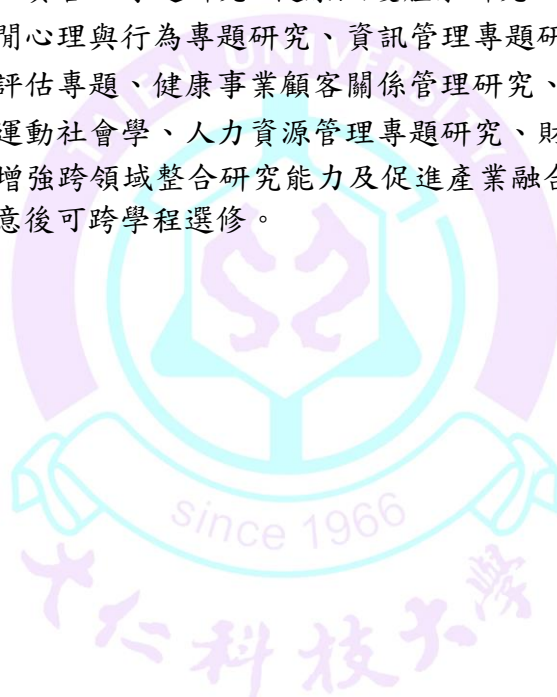 閒心理與行為專題研究、資訊管理專題研
評估專題、健康事業顧客關係管理研究、
運動社會學、人力資源管理專題研究、財
增強跨領域整合研究能力及促進產業融合
意後可跨學程選修。
TAJEN UNIVERSITY
since 1966
大仁科技大學